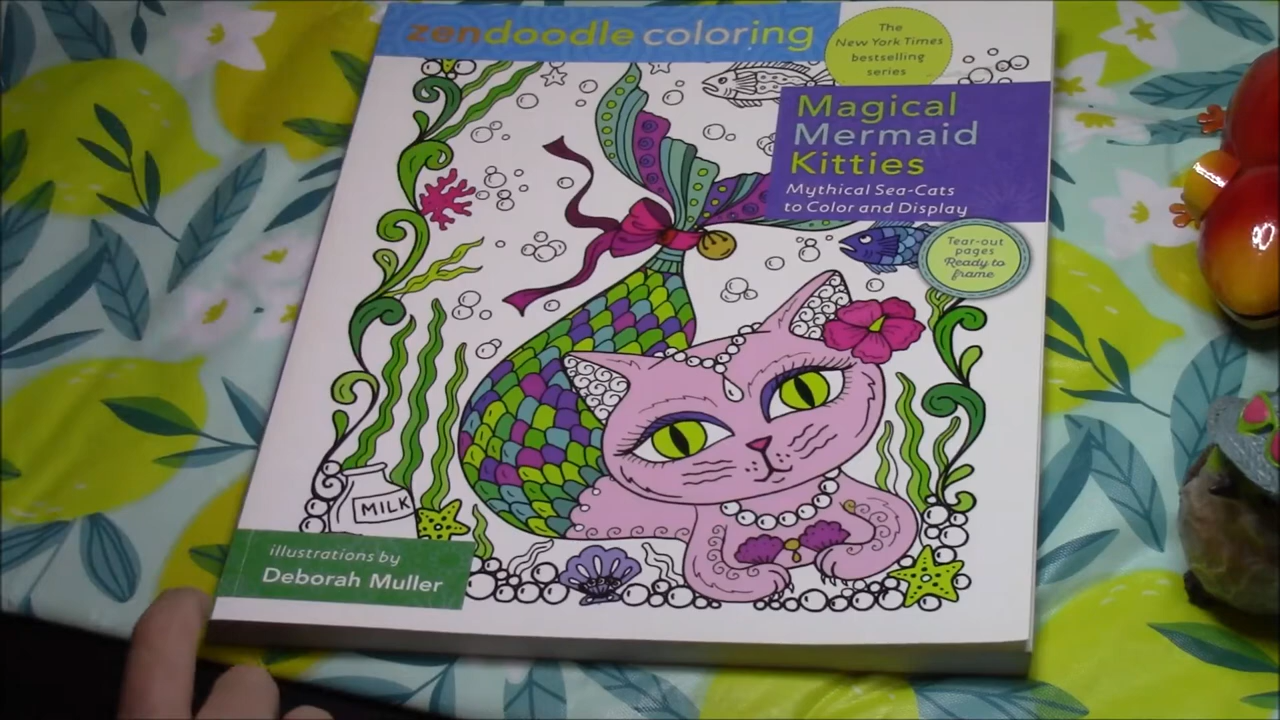 zendoodle coloring
The
New York Times
bestselling
series
Magical
Mermaid
Kitties
Mythical Sea-Cats
to Color and Display
Tear-out
pages
Ready to
frame
MILK
illustrations by
Deborah Muller